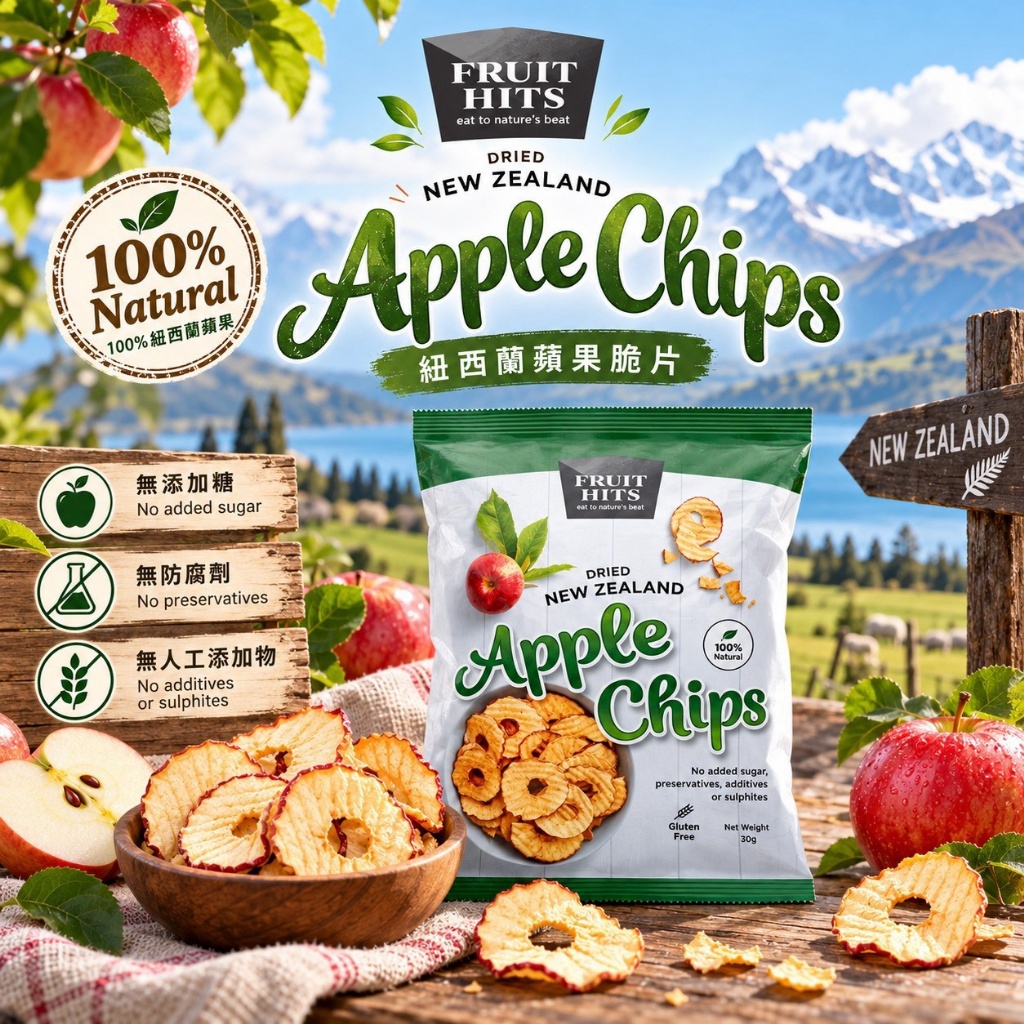 FRUIT
HITS
eat to nature's beat
DRIED
NEW ZEALAND
Apple Chips
紐西蘭蘋果脆片
100%
Natural
100%紐西蘭蘋果
無添加糖
No added sugar
無防腐劑
No preservatives
無人工添加物
No additives
or sulphites
NEW ZEALAND
FRUIT
HITS
eat to nature's beat
DRIED
NEW ZEALAND
Apple
Chips
100%
Natural
No added sugar,
preservatives, additives
or sulphites
Gluten
Free
Net Weight
30g